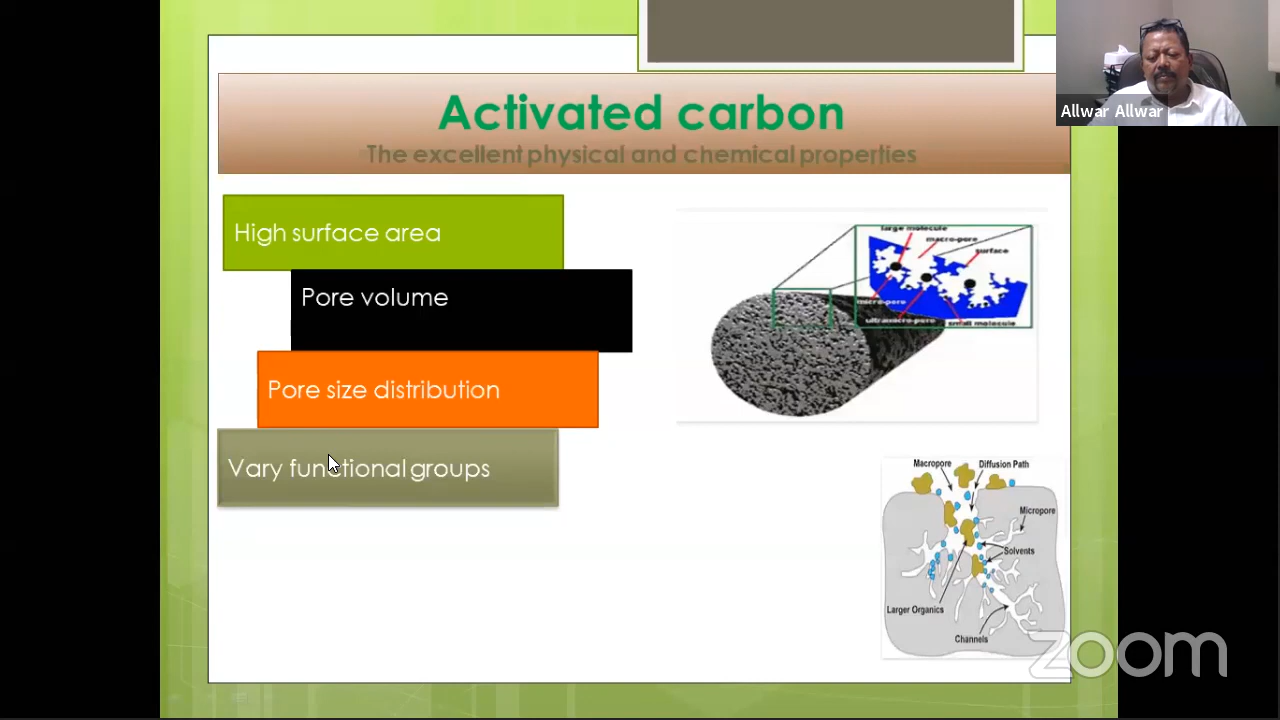 Allwar Allwar
Activated carbon
The excellent physical and chemical properties
High surface area
Pore volume
Pore size distribution
Vary functional groups
large molecule
macro-pore
surface
micro-pore
ultramicro-pore
small molecule
Macropore
Diffusion Path
Micropore
Solvents
Larger Organics
Channels
zoom